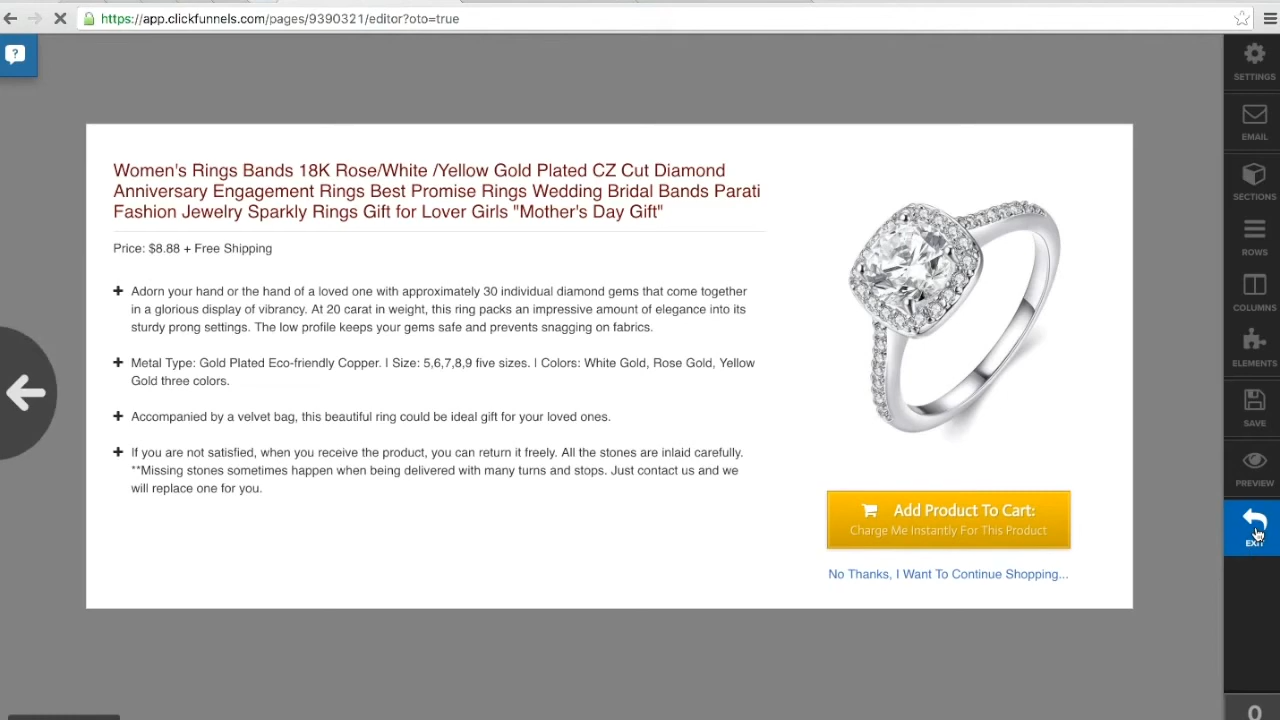 https://app.clickfunnels.com/pages/9390321/editor?oto=true
?
SETTINGS
EMAIL
SECTIONS
ROWS
COLUMNS
ELEMENTS
SAVE
PREVIEW
EXIT
0
Women's Rings Bands 18K Rose/White /Yellow Gold Plated CZ Cut Diamond
Anniversary Engagement Rings Best Promise Rings Wedding Bridal Bands Parati
Fashion Jewelry Sparkly Rings Gift for Lover Girls "Mother's Day Gift"
Price: $8.88 + Free Shipping
Adorn your hand or the hand of a loved one with approximately 30 individual diamond gems that come together
in a glorious display of vibrancy. At 20 carat in weight, this ring packs an impressive amount of elegance into its
sturdy prong settings. The low profile keeps your gems safe and prevents snagging on fabrics.
Metal Type: Gold Plated Eco-friendly Copper. | Size: 5,6,7,8,9 five sizes. | Colors: White Gold, Rose Gold, Yellow
Gold three colors.
Accompanied by a velvet bag, this beautiful ring could be ideal gift for your loved ones.
If you are not satisfied, when you receive the product, you can return it freely. All the stones are inlaid carefully.
**Missing stones sometimes happen when being delivered with many turns and stops. Just contact us and we
will replace one for you.
Add Product To Cart:
Charge Me Instantly For This Product
No Thanks, I Want To Continue Shopping...